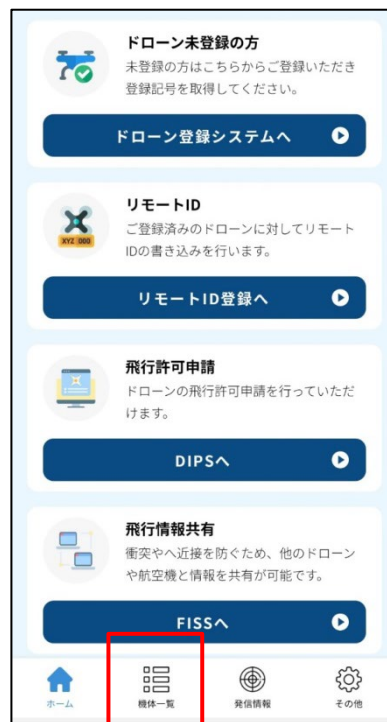 ドローン未登録の方
未登録の方はこちらからご登録いただき
登録記号を取得してください。
ドローン登録システムへ
リモートID
ご登録済みのドローンに対してリモート
IDの書き込みを行います。
XYZ 000
リモートID登録へ
飛行許可申請
ドローンの飛行許可申請を行っていただ
けます。
DIPSへ
飛行情報共有
衝突やへ近接を防ぐため、他のドローン
や航空機と情報を共有が可能です。
FISSへ
ホーム
機体一覧
発信情報
その他